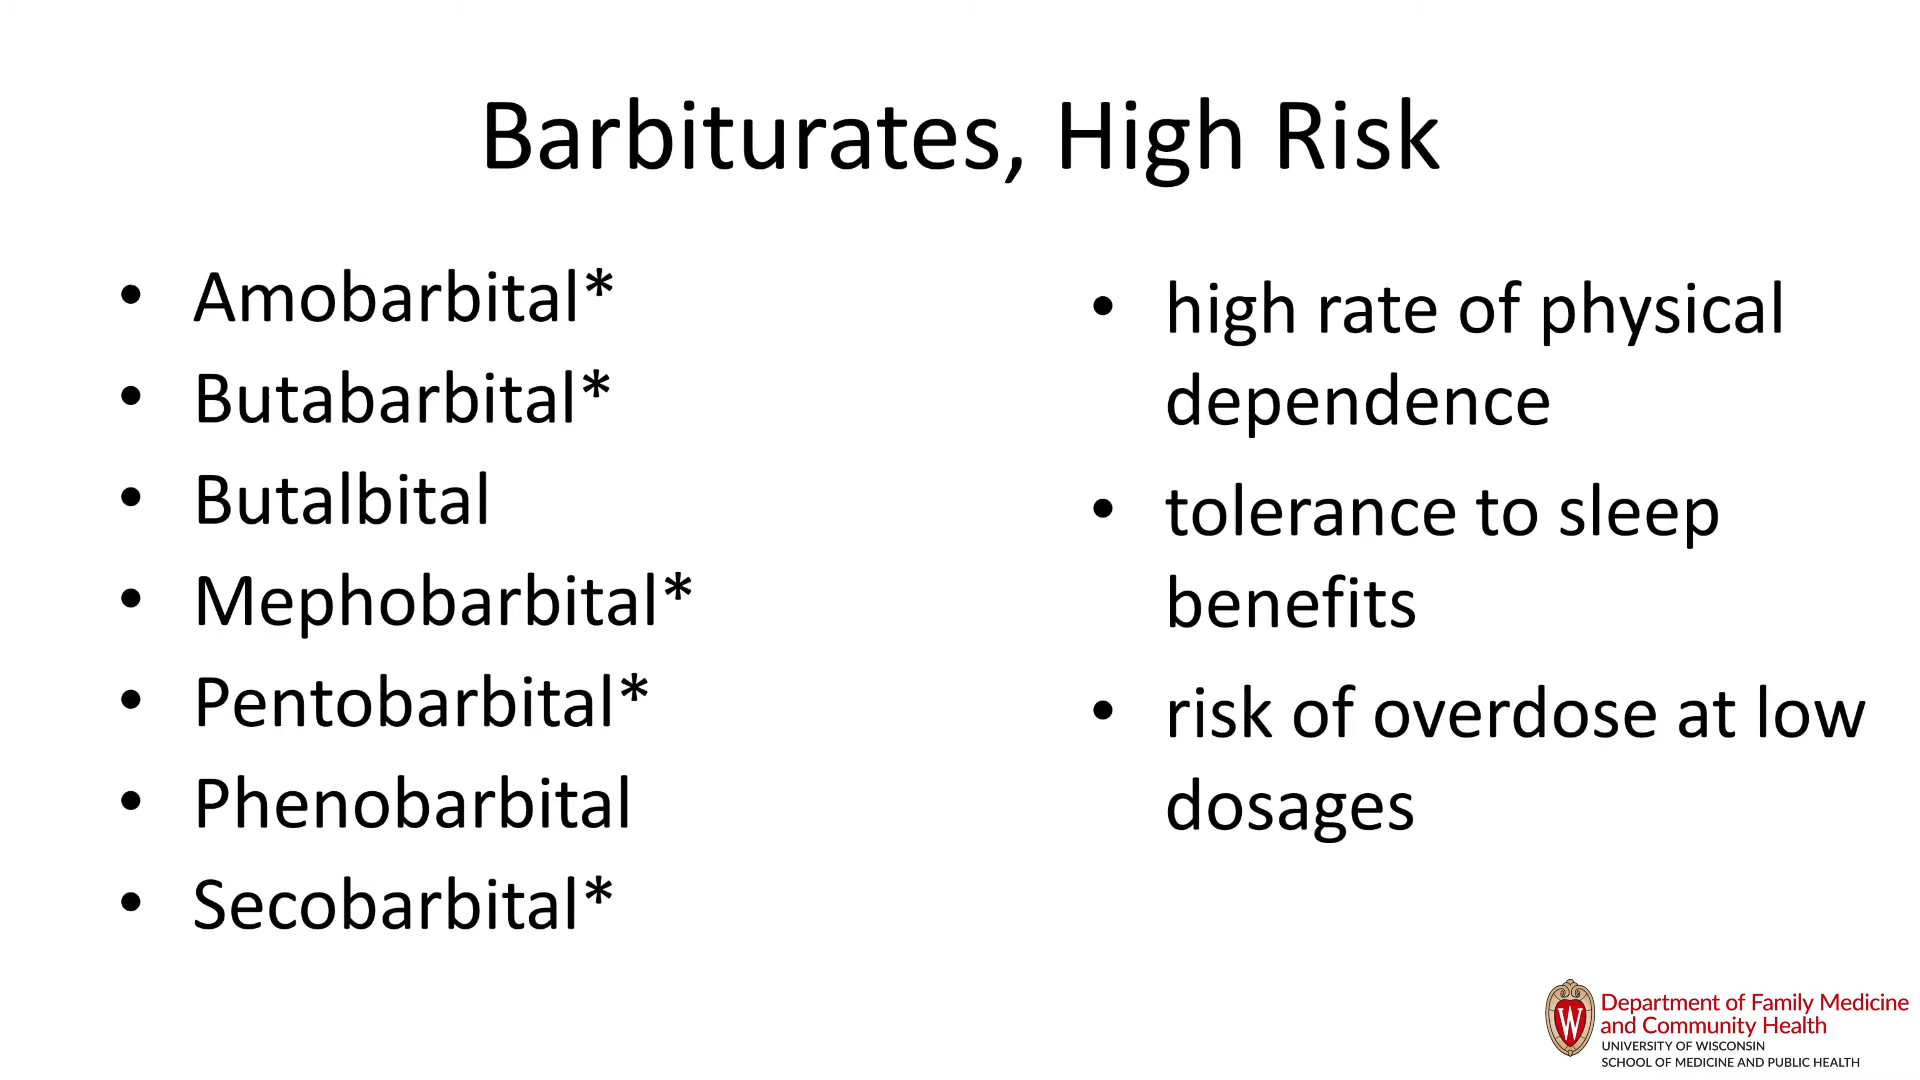 Barbiturates, High Risk
• Amobarbital*
• Butabarbital*
• Butalbital
• Mephobarbital*
• Pentobarbital*
• Phenobarbital
• Secobarbital*
• high rate of physical
dependence
• tolerance to sleep
benefits
• risk of overdose at low
dosages
W
Department of Family Medicine
and Community Health
UNIVERSITY OF WISCONSIN
SCHOOL OF MEDICINE AND PUBLIC HEALTH